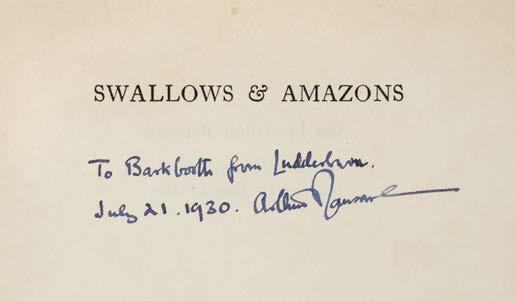 SWALLOWS & AMAZONS
To Barkbooth from Ludderburn.
July 21. 1930. Arthur Ransome